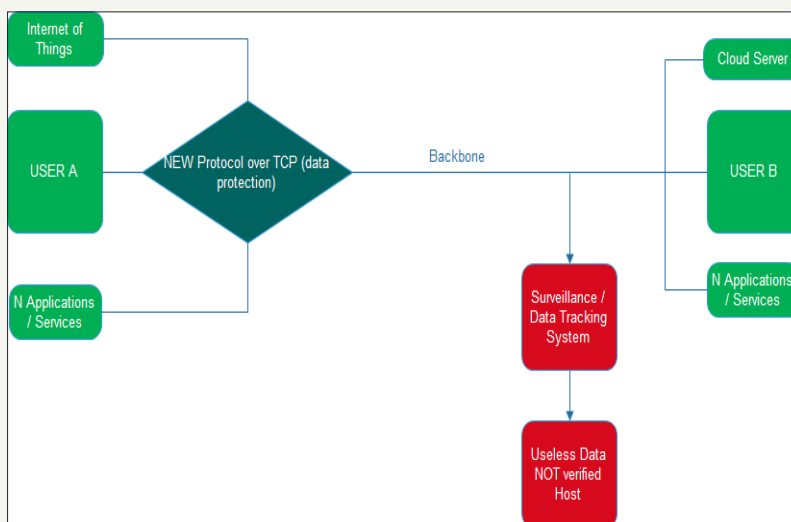 Internet of
Things
Cloud Server
USER A
NEW Protocol over TCP (data
protection)
Backbone
USER B
N Applications
/ Services
Surveillance /
Data Tracking
System
N Applications
/ Services
Useless Data
NOT verified
Host